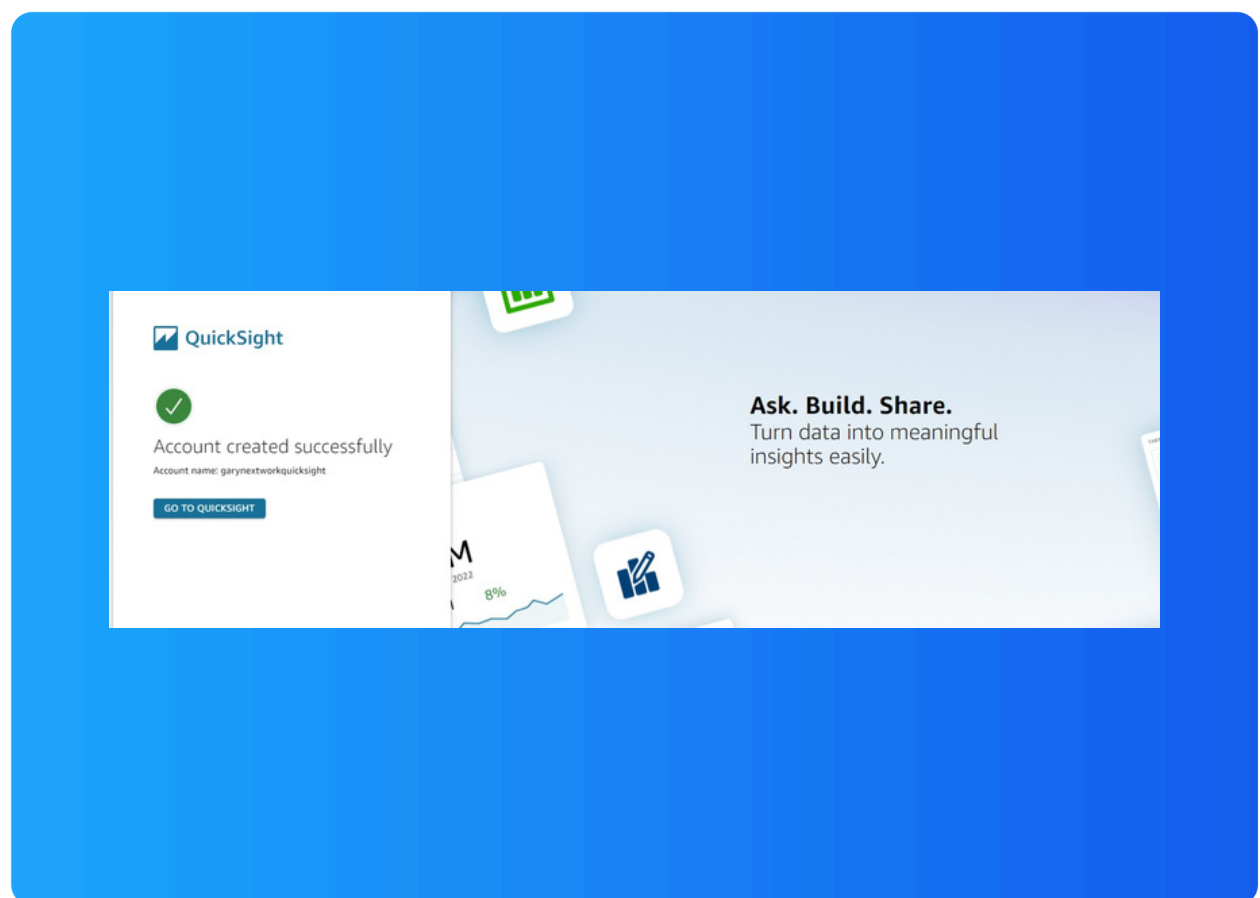 QuickSight
Account created successfully
Account name: garynextworkquicksight
GO TO QUICKSIGHT
Ask. Build. Share.
Turn data into meaningful
insights easily.
M
2022
8%